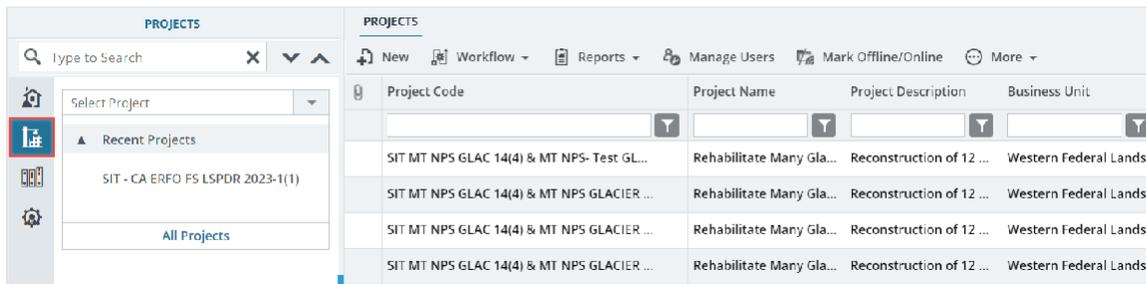 PROJECTS
Type to Search
Select Project
Recent Projects
SIT - CA ERFO FS LSPDR 2023-1(1)
All Projects
PROJECTS
New Workflow Reports Manage Users Mark Offline/Online More
Project Code Project Name Project Description Business Unit
SIT MT NPS GLAC 14(4) & MT NPS- Test GL... Rehabilitate Many Gla... Reconstruction of 12 ... Western Federal Lands
SIT MT NPS GLAC 14(4) & MT NPS GLACIER ... Rehabilitate Many Gla... Reconstruction of 12 ... Western Federal Lands
SIT MT NPS GLAC 14(4) & MT NPS GLACIER ... Rehabilitate Many Gla... Reconstruction of 12 ... Western Federal Lands
SIT MT NPS GLAC 14(4) & MT NPS GLACIER ... Rehabilitate Many Gla... Reconstruction of 12 ... Western Federal Lands